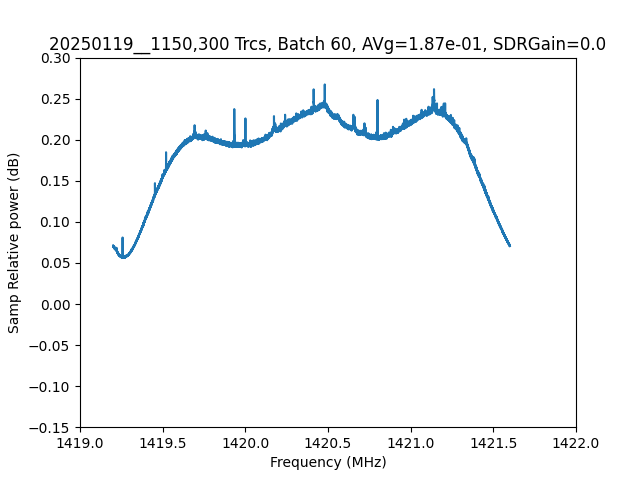 20250119__1150,300 Trcs, Batch 60, AVg=1.87e-01, SDRGain=0.0
0.30
0.25
0.20
0.15
0.10
0.05
0.00
−0.05
−0.10
−0.15
1419.0 1419.5 1420.0 1420.5 1421.0 1421.5 1422.0
Frequency (MHz)
Samp Relative power (dB)